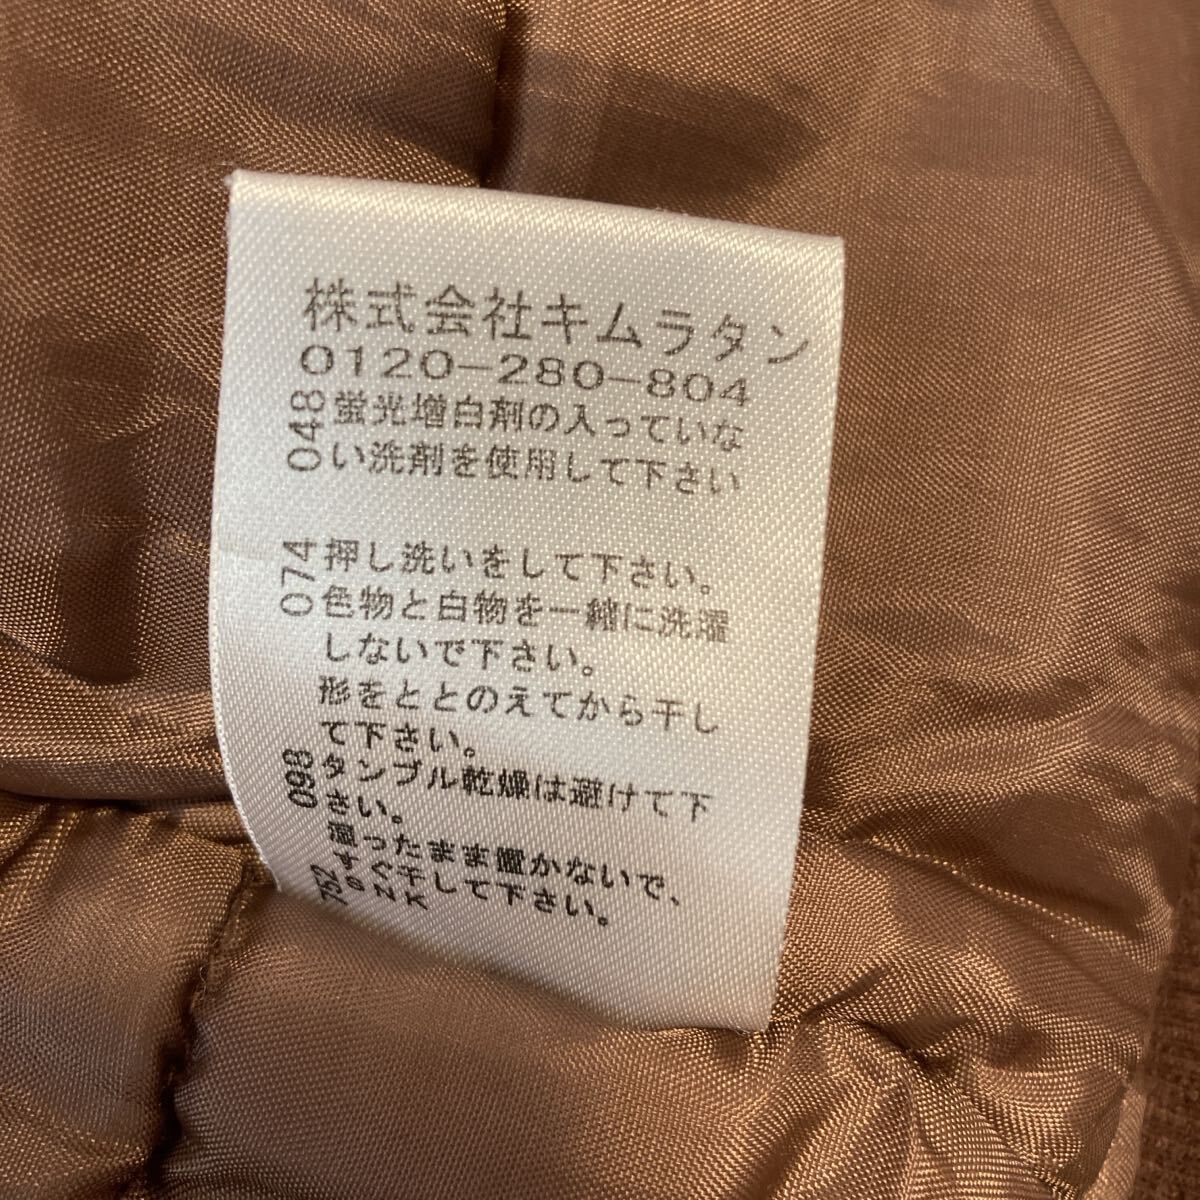 株式会社キムラタン
0120-280-804
048
蛍光増白剤の入っていな
い洗剤を使用して下さい
074
押し洗いをして下さい。
色物と白物を一緒に洗濯
しないで下さい。
形をととのえてから干し
て下さい。
098
タンブル乾燥は避けて下
さい。
湿ったまま置かないで、
すぐ干して下さい。
752
NK